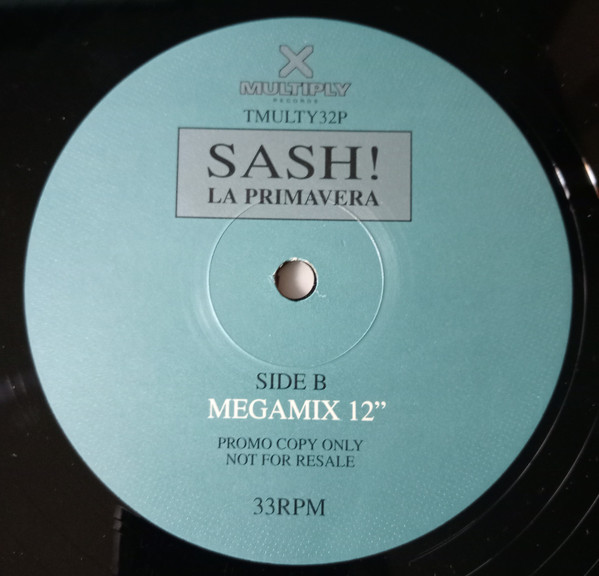 MULTIPLY
RECORDS
TMULTY32P
SASH!
LA PRIMAVERA
SIDE B
MEGAMIX 12”
PROMO COPY ONLY
NOT FOR RESALE
33RPM